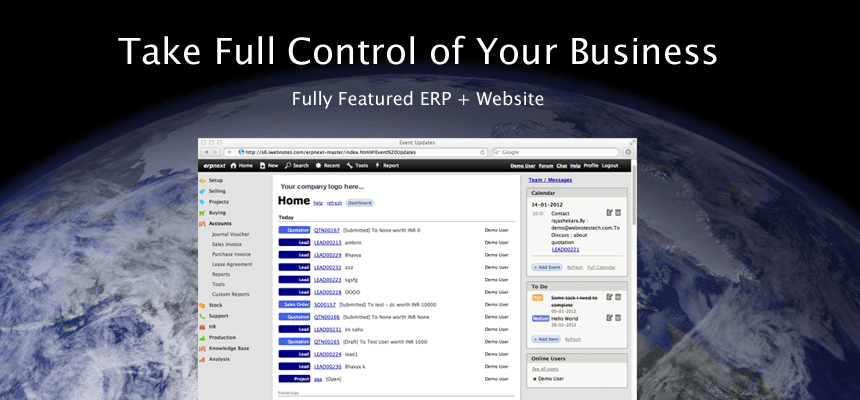 Take Full Control of Your Business
Fully Featured ERP + Website
Event Updates
http://s6.iwebnotes.com/erpnext-master/index.html#!Event%20Updates
Google
erpnext Home New Search Recent Tools Report Demo User Forum Chat Help Profile Logout
Setup
Selling
Projects
Buying
Accounts
Journal Voucher
Sales Invoice
Purchase Invoice
Lease Agreement
Reports
Tools
Custom Reports
Stock
Support
HR
Production
Knowledge Base
Analysis
Your company logo here...
Home help refresh Dashboard
Today
Quotation QTN00167 [Submitted] To None worth INR 0 Demo User
Lead LEAD00213 ambrin Demo User
Lead LEAD00229 Bhavya Demo User
Lead LEAD00232 zzz Demo User
Lead LEAD00223 sgsfg Demo User
Lead LEAD00228 OOOO Demo User
Sales Order SO00157 [Submitted] To test - dc worth INR 10000 Demo User
Quotation QTN00166 [Submitted] To None worth INR None Demo User
Lead LEAD00231 kk sahu Demo User
Quotation QTN00165 [Draft] To Test User worth INR 1000 Demo User
Lead LEAD00224 lead1 Demo User
Lead LEAD00230 Bhavya k Demo User
Project aaa [Open] Demo User
Yesterday
Team / Messages
Calendar
14-01-2012
10:0 Contact
rajashekara.By :
demo@webnotestech.com.To
Discuss : about
quotation
LEAD00221
+ Add Event Refresh Full Calendar
To Do
High Some task I need to
complete
05-01-2012
Medium Hello World
26-01-2012
+ Add Item Refresh
Online Users
See all users
Demo User